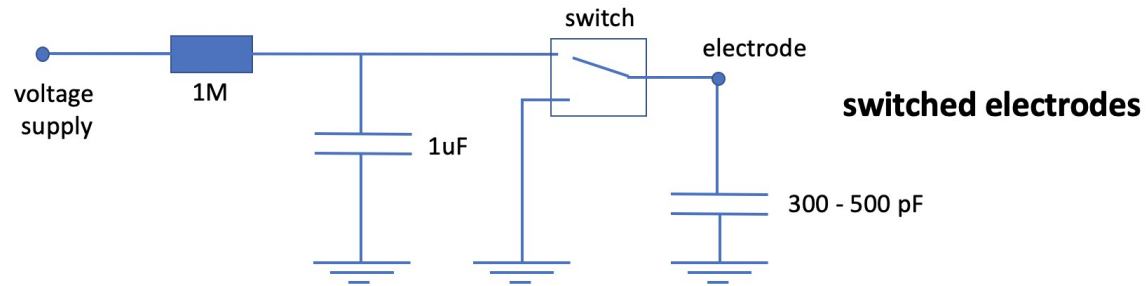 switch
electrode
voltage
supply
1M
switched electrodes
1uF
300 - 500 pF